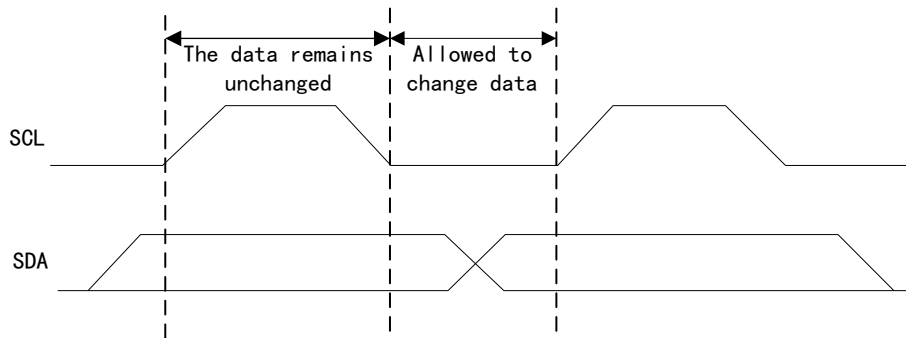 The data remains
unchanged
Allowed to
change data
SCL
SDA